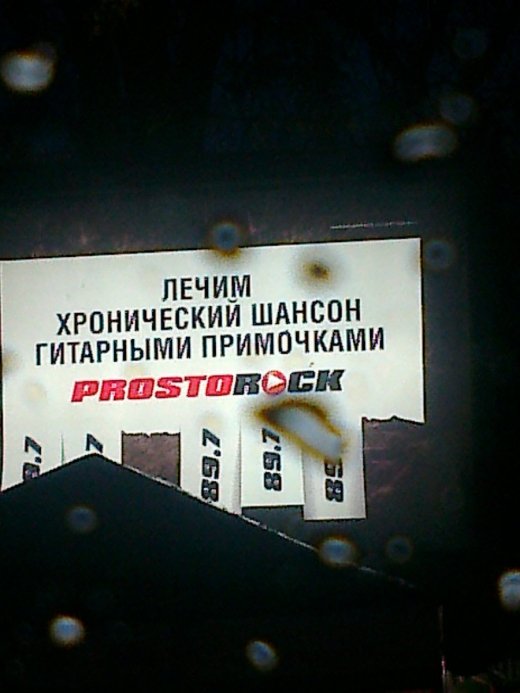 ЛЕЧИМ
ХРОНИЧЕСКИЙ ШАНСОН
ГИТАРНЫМИ ПРИМОЧКАМИ
PROSTOROCK
89.7
89.7